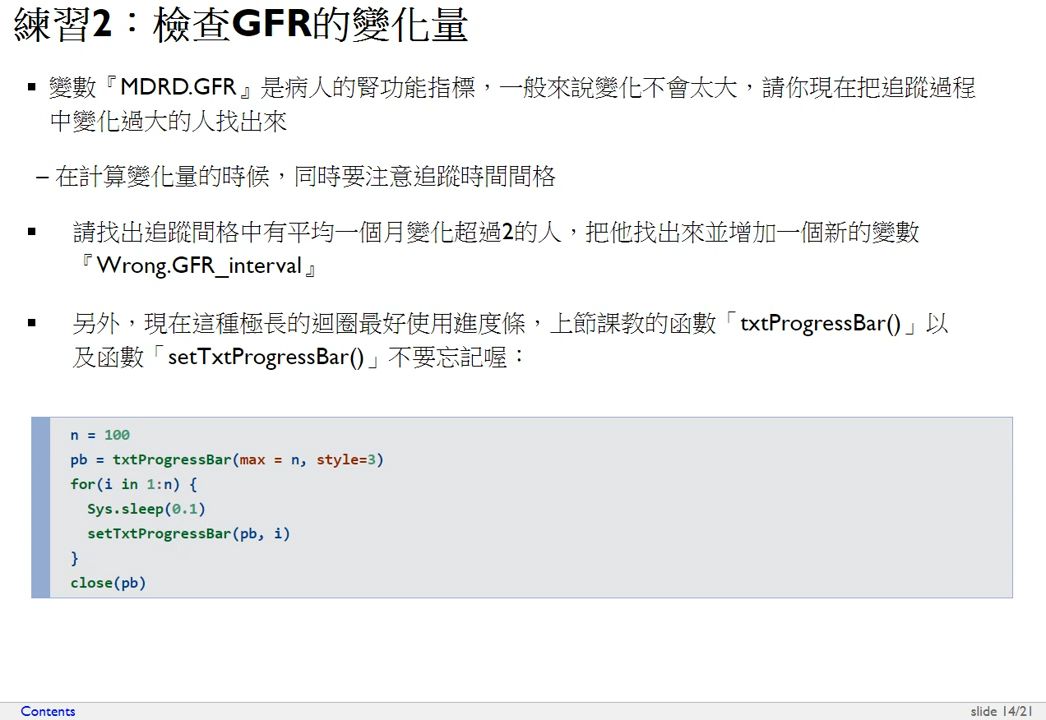 練習2：檢查GFR的變化量
▪ 變數『MDRD.GFR』是病人的腎功能指標，一般來說變化不會太大，請你現在把追蹤過程
中變化過大的人找出來
– 在計算變化量的時候，同時要注意追蹤時間間格
▪ 請找出追蹤間格中有平均一個月變化超過2的人，把他找出來並增加一個新的變數
『Wrong.GFR_interval』
▪ 另外，現在這種極長的迴圈最好使用進度條，上節課教的函數「txtProgressBar()」以
及函數「setTxtProgressBar()」不要忘記喔：
n = 100
pb = txtProgressBar(max = n, style=3)
for(i in 1:n) {
  Sys.sleep(0.1)
  setTxtProgressBar(pb, i)
}
close(pb)
Contents
slide 14/21